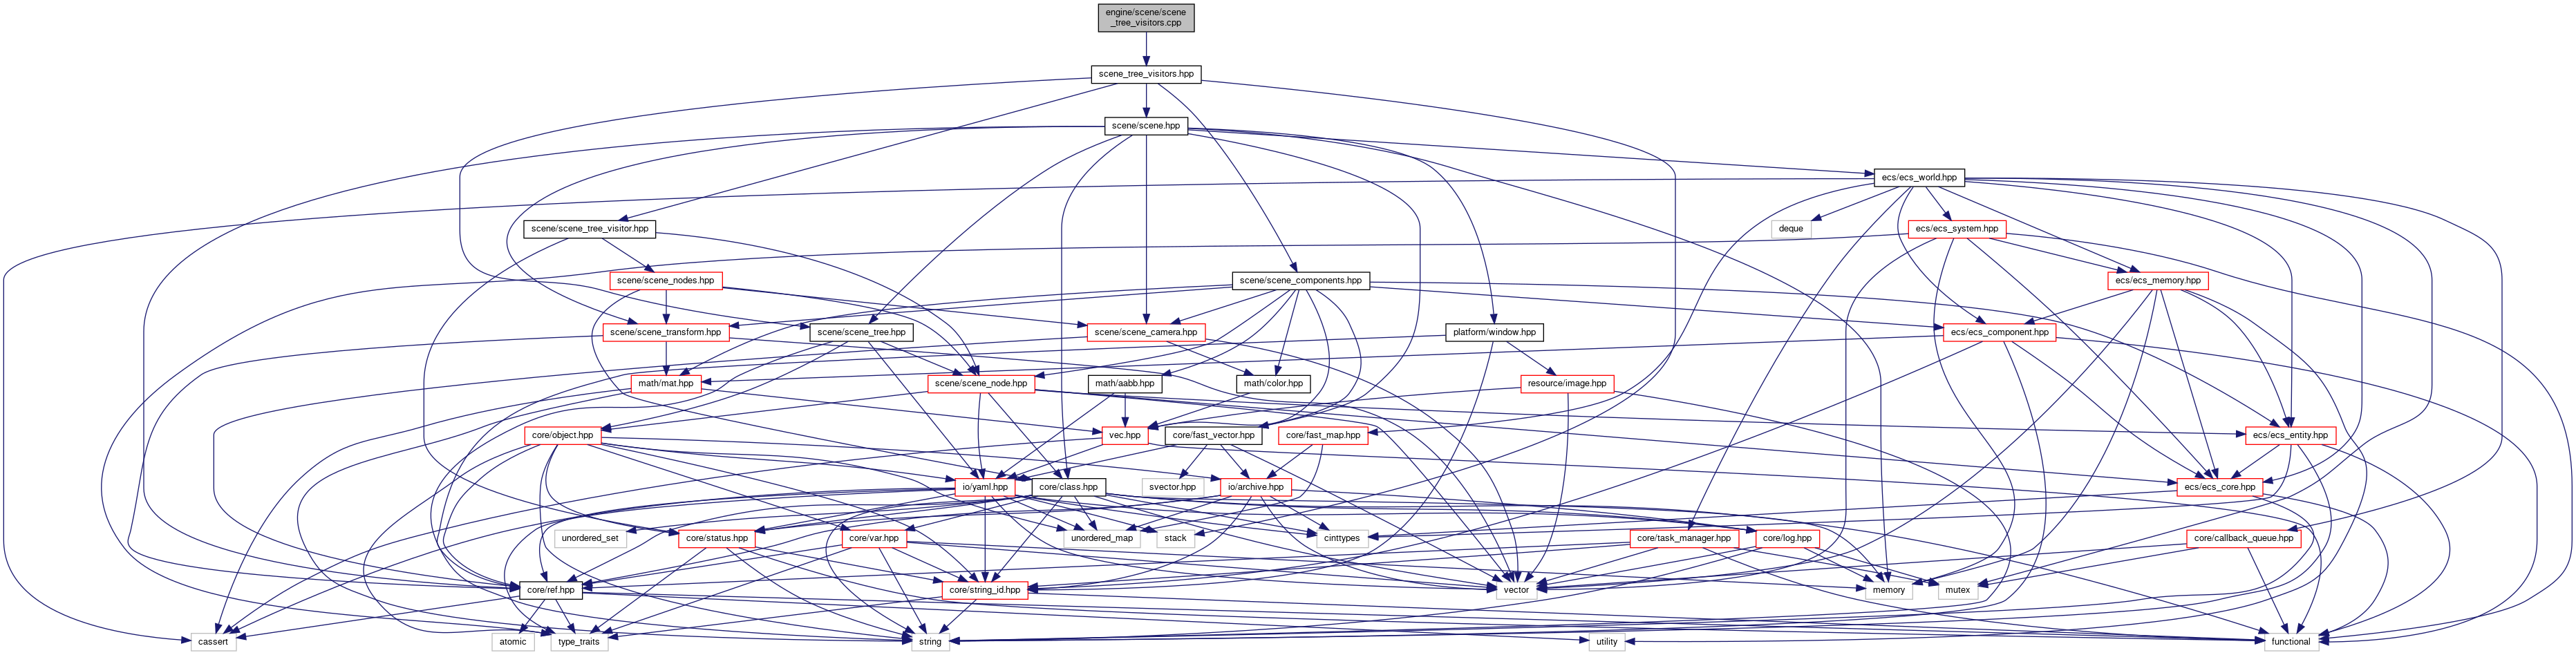 engine/scene/scene
_tree_visitors.cpp
scene_tree_visitors.hpp
scene/scene.hpp
ecs/ecs_world.hpp
scene/scene_tree_visitor.hpp
deque
ecs/ecs_system.hpp
scene/scene_nodes.hpp
scene/scene_components.hpp
ecs/ecs_memory.hpp
scene/scene_transform.hpp
scene/scene_tree.hpp
scene/scene_camera.hpp
platform/window.hpp
ecs/ecs_component.hpp
math/mat.hpp
scene/scene_node.hpp
math/aabb.hpp
math/color.hpp
resource/image.hpp
core/object.hpp
vec.hpp
core/fast_vector.hpp
core/fast_map.hpp
ecs/ecs_entity.hpp
io/yaml.hpp
core/class.hpp
svector.hpp
io/archive.hpp
ecs/ecs_core.hpp
unordered_set
core/status.hpp
core/var.hpp
unordered_map
stack
cinttypes
core/task_manager.hpp
core/log.hpp
core/callback_queue.hpp
core/ref.hpp
core/string_id.hpp
vector
memory
mutex
cassert
atomic
type_traits
string
utility
functional